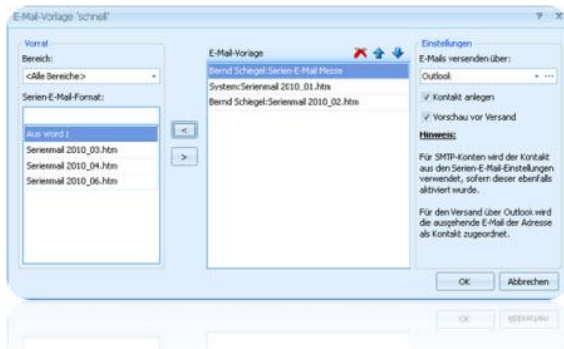 E-Mail-Vorlage 'schnell'
Vorrat
Bereich:
<Alle Bereiche>
Serien-E-Mail-Format:
Aus Word 1
Serienmail 2010_03.htm
Serienmail 2010_04.htm
Serienmail 2010_06.htm
<
>
E-Mail-Vorlage
Bernd Schiegel:Serien-E-Mail Messe
System:Serienmail 2010_01.htm
Bernd Schiegel:Serienmail 2010_02.htm
Einstellungen
E-Mails versenden über:
Outlook
Kontakt anlegen
Vorschau vor Versand
Hinweis:
Für SMTP-Konten wird der Kontakt
aus den Serien-E-Mail-Einstellungen
verwendet, sofern dieser ebenfalls
aktiviert wurde.
Für den Versand über Outlook wird
die ausgehende E-Mail der Adresse
als Kontakt zugeordnet.
OK
Abbrechen